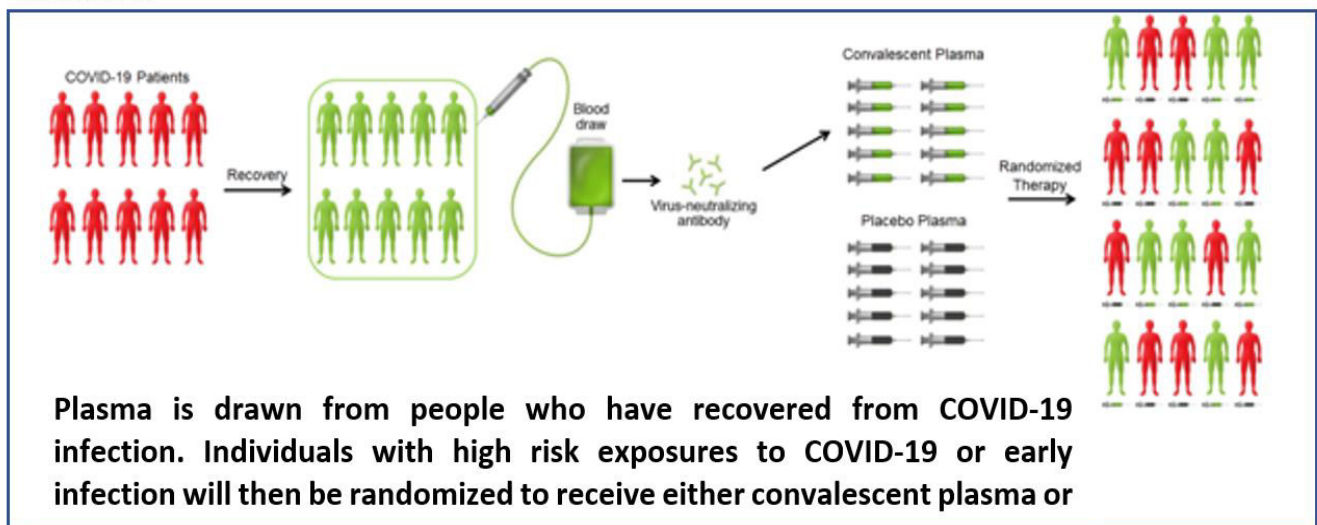 COVID-19 Patients
Recovery
Blood
draw
Virus-neutralizing
antibody
Convalescent Plasma
Placebo Plasma
Randomized
Therapy
Plasma is drawn from people who have recovered from COVID-19
infection. Individuals with high risk exposures to COVID-19 or early
infection will then be randomized to receive either convalescent plasma or